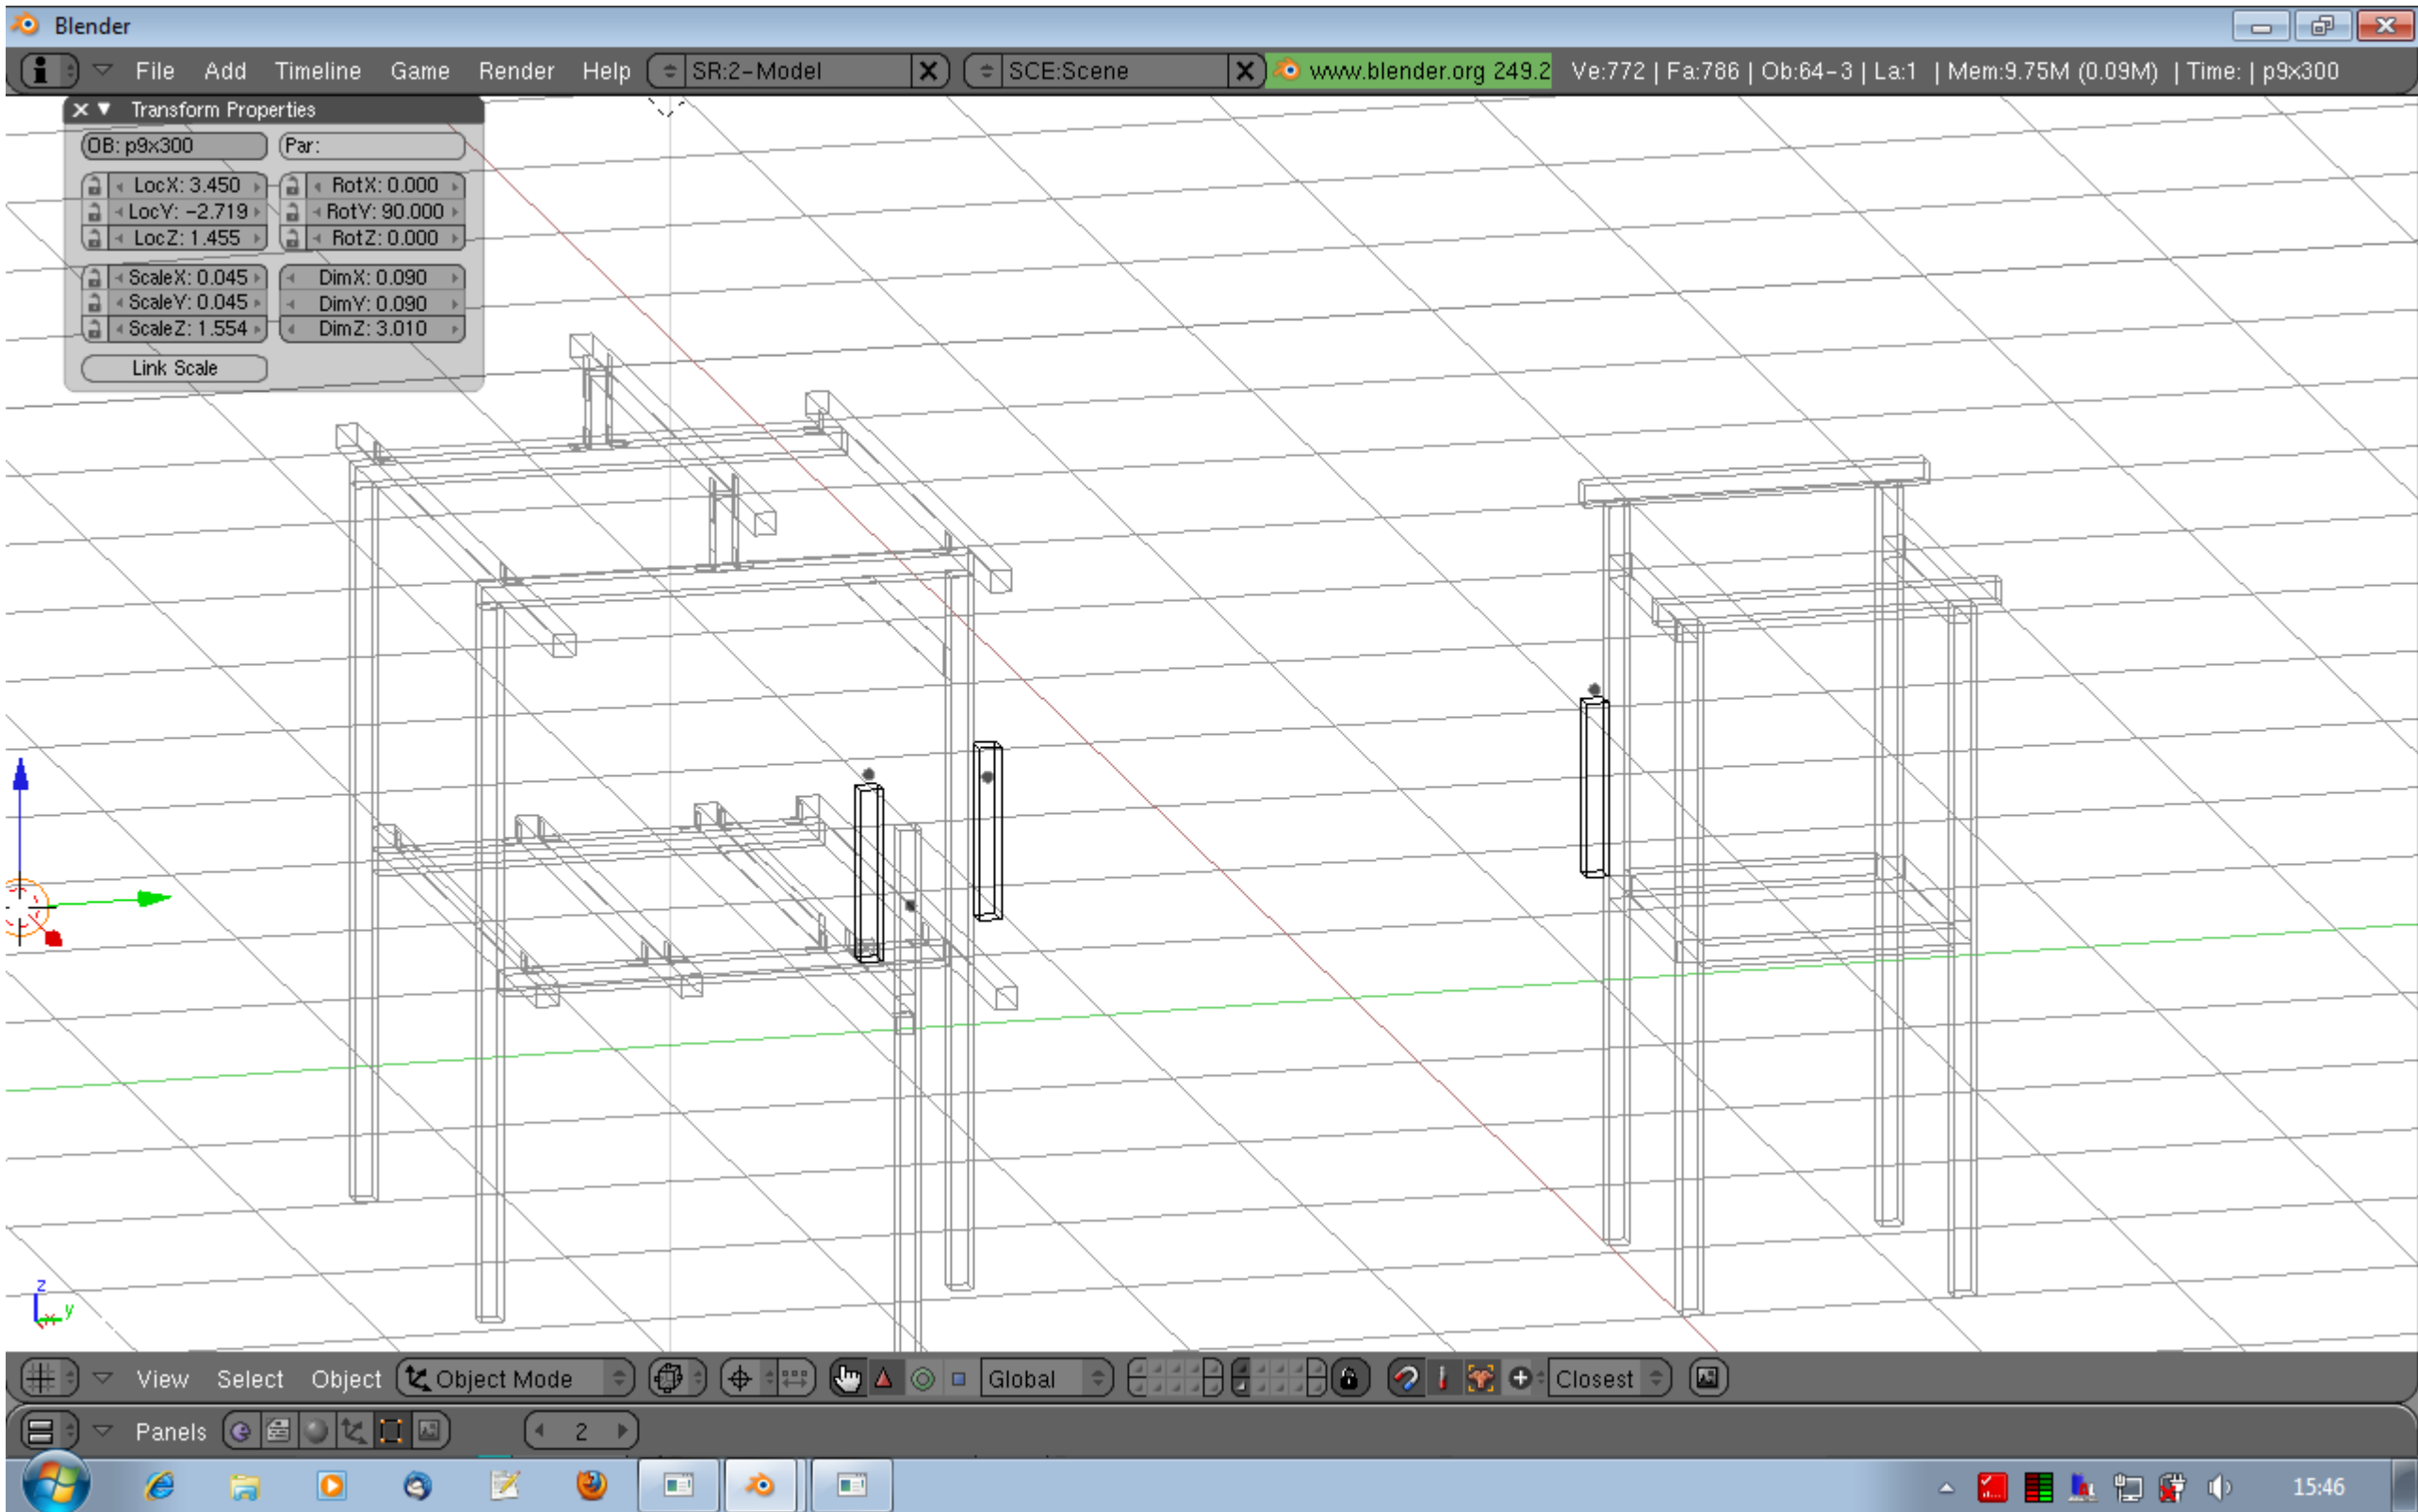 Blender
File Add Timeline Game Render Help SR:2-Model X SCE:Scene X www.blender.org 249.2 Ve:772 | Fa:786 | Ob:64-3 | La:1 | Mem:9.75M (0.09M) | Time: | p9x300
Transform Properties
OB: p9x300 Par:
LocX: 3.450 RotX: 0.000
LocY: -2.719 RotY: 90.000
LocZ: 1.455 RotZ: 0.000
ScaleX: 0.045 DimX: 0.090
ScaleY: 0.045 DimY: 0.090
ScaleZ: 1.554 DimZ: 3.010
Link Scale
z
y
View Select Object Object Mode Global Closest
Panels 2
15:46